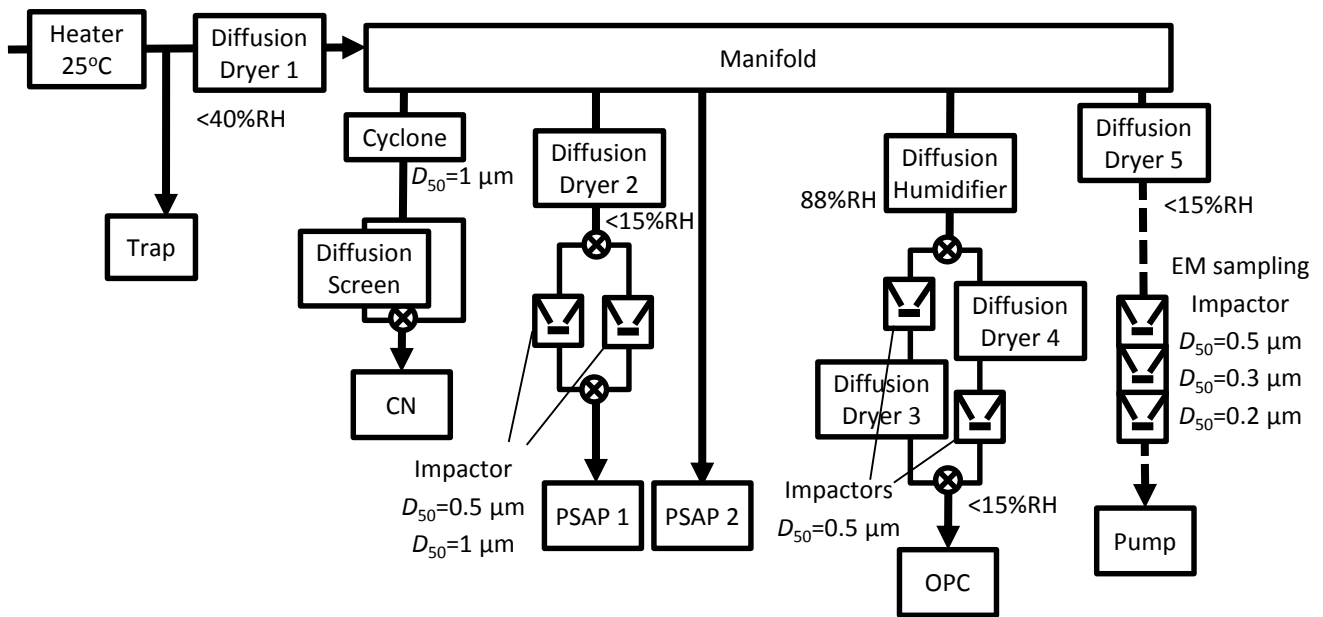 Heater
25°C
Diffusion
Dryer 1
Manifold
<40%RH
Trap
Cyclone
D50=1 µm
Diffusion
Screen
CN
Diffusion
Dryer 2
<15%RH
Impactor
D50=0.5 µm
D50=1 µm
PSAP 1
PSAP 2
Diffusion
Humidifier
88%RH
Diffusion
Dryer 3
Diffusion
Dryer 4
Impactors
D50=0.5 µm
<15%RH
OPC
Diffusion
Dryer 5
<15%RH
EM sampling
Impactor
D50=0.5 µm
D50=0.3 µm
D50=0.2 µm
Pump